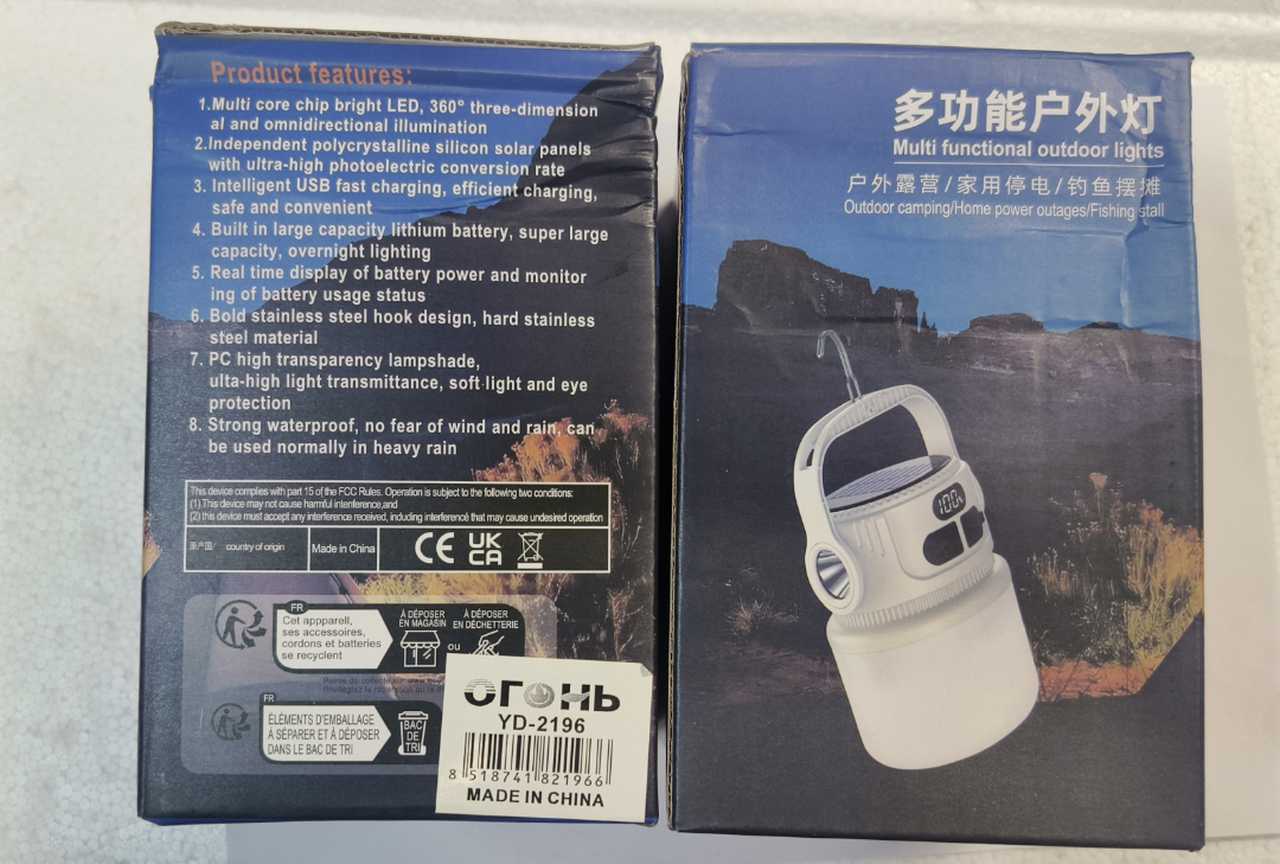 Product features:
1.Multi core chip bright LED, 360° three-dimension
al and omnidirectional illumination
2.Independent polycrystalline silicon solar panels
with ultra-high photoelectric conversion rate
3. Intelligent USB fast charging, efficient charging,
safe and convenient
4. Built in large capacity lithium battery, super large
capacity, overnight lighting
5. Real time display of battery power and monitor
ing of battery usage status
6. Bold stainless steel hook design, hard stainless
steel material
7. PC high transparency lampshade,
ulta-high light transmittance, soft light and eye
protection
8. Strong waterproof, no fear of wind and rain, can
be used normally in heavy rain
This device complies with part 15 of the FCC Rules. Operation is subject to the following two conditions:
(1) This device may not cause harmful intenference,and
(2) this device must accept any interference received, induding interference that may cause undesired operation
原产国/ country of origin
Made in China
CE UK CA
FR
Cet apppareil,
ses accessoires,
cordons et batteries
se recyclent
À DÉPOSER
EN MAGASIN
ou
À DÉPOSER
EN DÉCHETTERIE
FR
ÉLÉMENTS D'EMBALLAGE
À SÉPARER ET À DÉPOSER
DANS LE BAC DE TRI
BAC
DE
TRI
ОГОНЬ
YD-2196
8 518741 821966
MADE IN CHINA
多功能户外灯
Multi functional outdoor lights
户外露营/家用停电/钓鱼摆摊
Outdoor camping/Home power outages/Fishing stall
100%